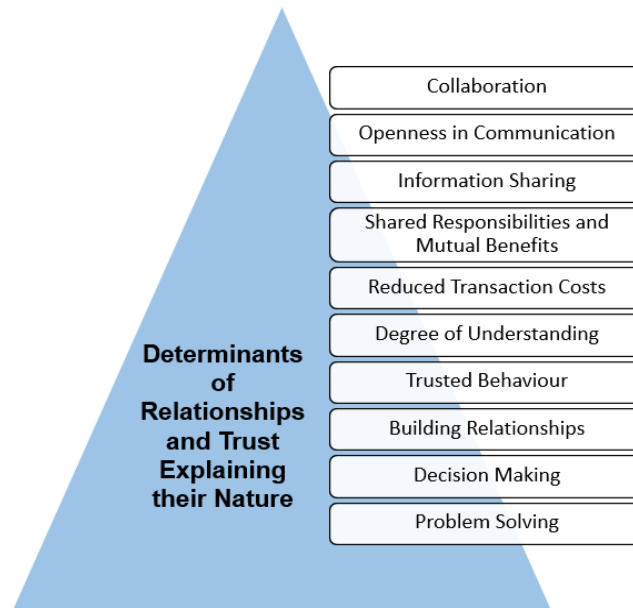 Collaboration
Openness in Communication
Information Sharing
Shared Responsibilities and
Mutual Benefits
Reduced Transaction Costs
Degree of Understanding
Trusted Behaviour
Building Relationships
Decision Making
Problem Solving
Determinants
of
Relationships
and Trust
Explaining
their Nature